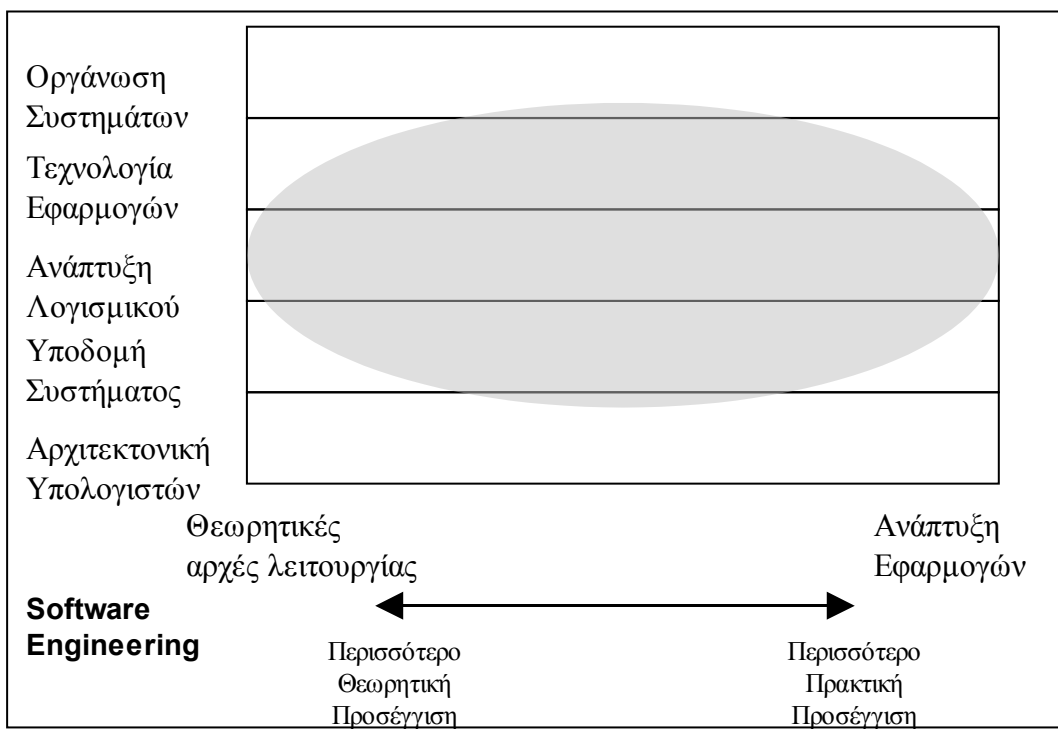 Οργάνωση
Συστημάτων
Τεχνολογία
Εφαρμογών
Ανάπτυξη
Λογισμικού
Υποδομή
Συστήματος
Αρχιτεκτονική
Υπολογιστών
Θεωρητικές
αρχές λειτουργίας
Ανάπτυξη
Εφαρμογών
Software
Engineering
Περισσότερο
Θεωρητική
Προσέγγιση
Περισσότερο
Πρακτική
Προσέγγιση